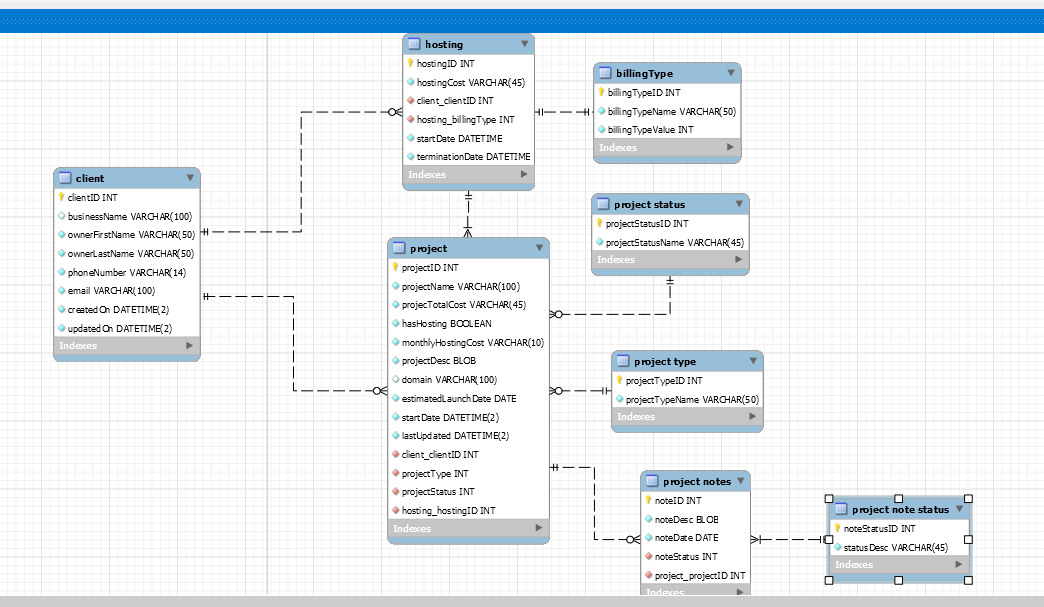 hosting
hostingID INT
hostingCost VARCHAR(45)
client_clientID INT
hosting_billingType INT
startDate DATETIME
terminationDate DATETIME
Indexes
billingType
billingTypeID INT
billingTypeName VARCHAR(50)
billingTypeValue INT
Indexes
client
clientID INT
businessName VARCHAR(100)
ownerFirstName VARCHAR(50)
ownerLastName VARCHAR(50)
phoneNumber VARCHAR(14)
email VARCHAR(100)
createdOn DATETIME(2)
updatedOn DATETIME(2)
Indexes
project status
projectStatusID INT
projectStatusName VARCHAR(45)
Indexes
project
projectID INT
projectName VARCHAR(100)
projecTotalCost VARCHAR(45)
hasHosting BOOLEAN
monthlyHostingCost VARCHAR(10)
projectDesc BLOB
domain VARCHAR(100)
estimatedLaunchDate DATE
startDate DATETIME(2)
lastUpdated DATETIME(2)
client_clientID INT
projectType INT
projectStatus INT
hosting_hostingID INT
Indexes
project type
projectTypeID INT
projectTypeName VARCHAR(50)
Indexes
project notes
noteID INT
noteDesc BLOB
noteDate DATE
noteStatus INT
project_projectID INT
Indexes
project note status
noteStatusID INT
statusDesc VARCHAR(45)
Indexes